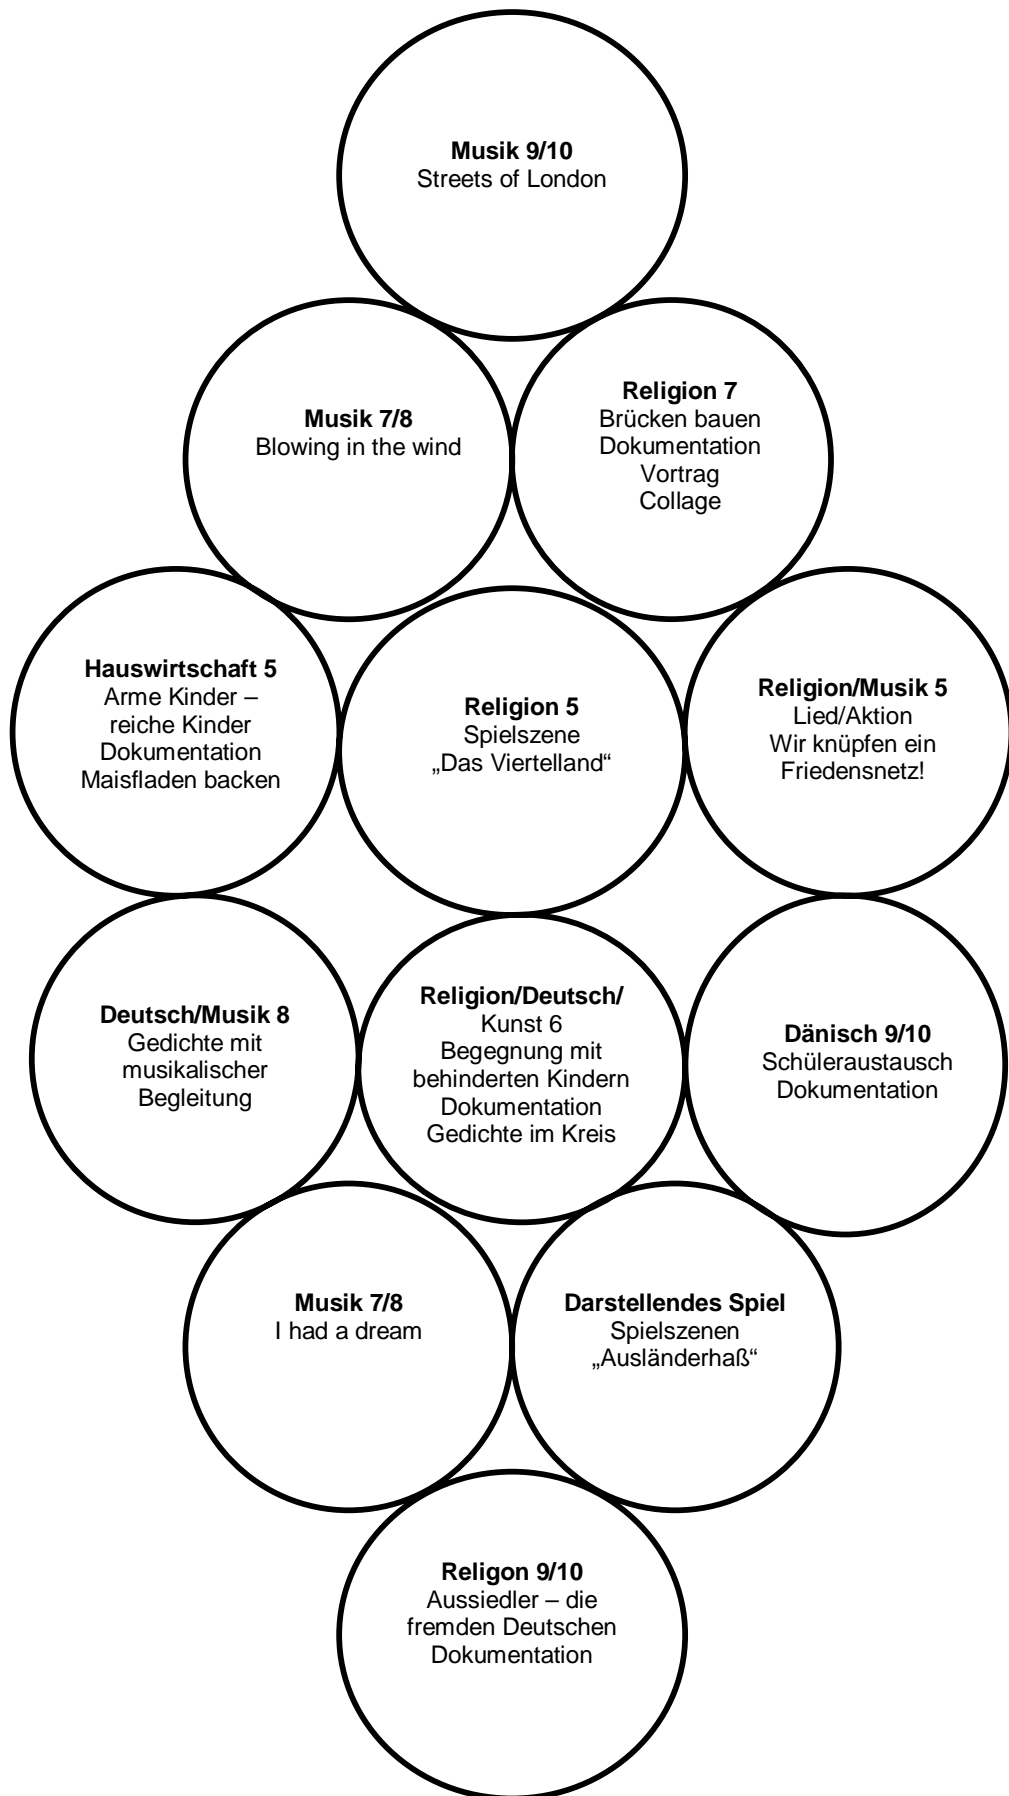 Musik 9/10
Streets of London
Musik 7/8
Blowing in the wind
Religion 7
Brücken bauen
Dokumentation
Vortrag
Collage
Hauswirtschaft 5
Arme Kinder –
reiche Kinder
Dokumentation
Maisfladen backen
Religion 5
Spielszene
„Das Viertelland“
Religion/Musik 5
Lied/Aktion
Wir knüpfen ein
Friedensnetz!
Deutsch/Musik 8
Gedichte mit
musikalischer
Begleitung
Religion/Deutsch/
Kunst 6
Begegnung mit
behinderten Kindern
Dokumentation
Gedichte im Kreis
Dänisch 9/10
Schüleraustausch
Dokumentation
Musik 7/8
I had a dream
Darstellendes Spiel
Spielszenen
„Ausländerhaß“
Religon 9/10
Aussiedler – die
fremden Deutschen
Dokumentation